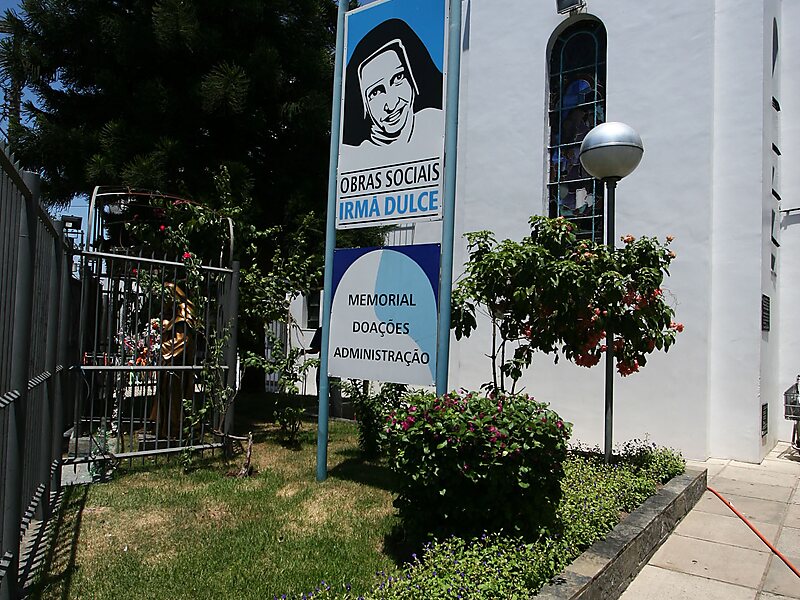 OBRAS SOCIAIS
IRMÃ DULCE
MEMORIAL
DOAÇÕES
ADMINISTRAÇÃO